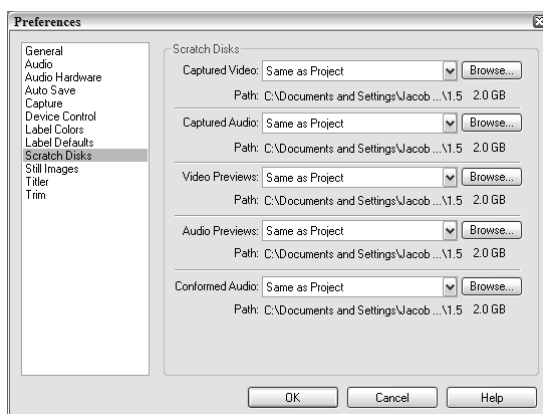 Preferences
General
Audio
Audio Hardware
Auto Save
Capture
Device Control
Label Colors
Label Defaults
Scratch Disks
Still Images
Titler
Trim
Scratch Disks
Captured Video: Same as Project Browse...
Path: C:\Documents and Settings\Jacob ...\1.5 2.0 GB
Captured Audio: Same as Project Browse...
Path: C:\Documents and Settings\Jacob ...\1.5 2.0 GB
Video Previews: Same as Project Browse...
Path: C:\Documents and Settings\Jacob ...\1.5 2.0 GB
Audio Previews: Same as Project Browse...
Path: C:\Documents and Settings\Jacob ...\1.5 2.0 GB
Conformed Audio: Same as Project Browse...
Path: C:\Documents and Settings\Jacob ...\1.5 2.0 GB
OK Cancel Help